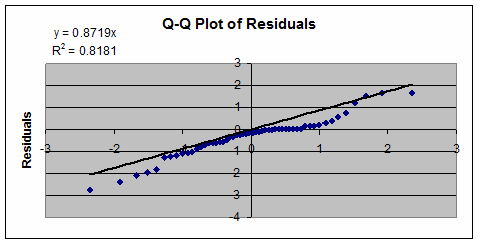 Q-Q Plot of Residuals
y = 0.8719x
R² = 0.8181
Residuals
3
2
1
0
-3 -2 -1 0 1 2 3
-1
-2
-3
-4